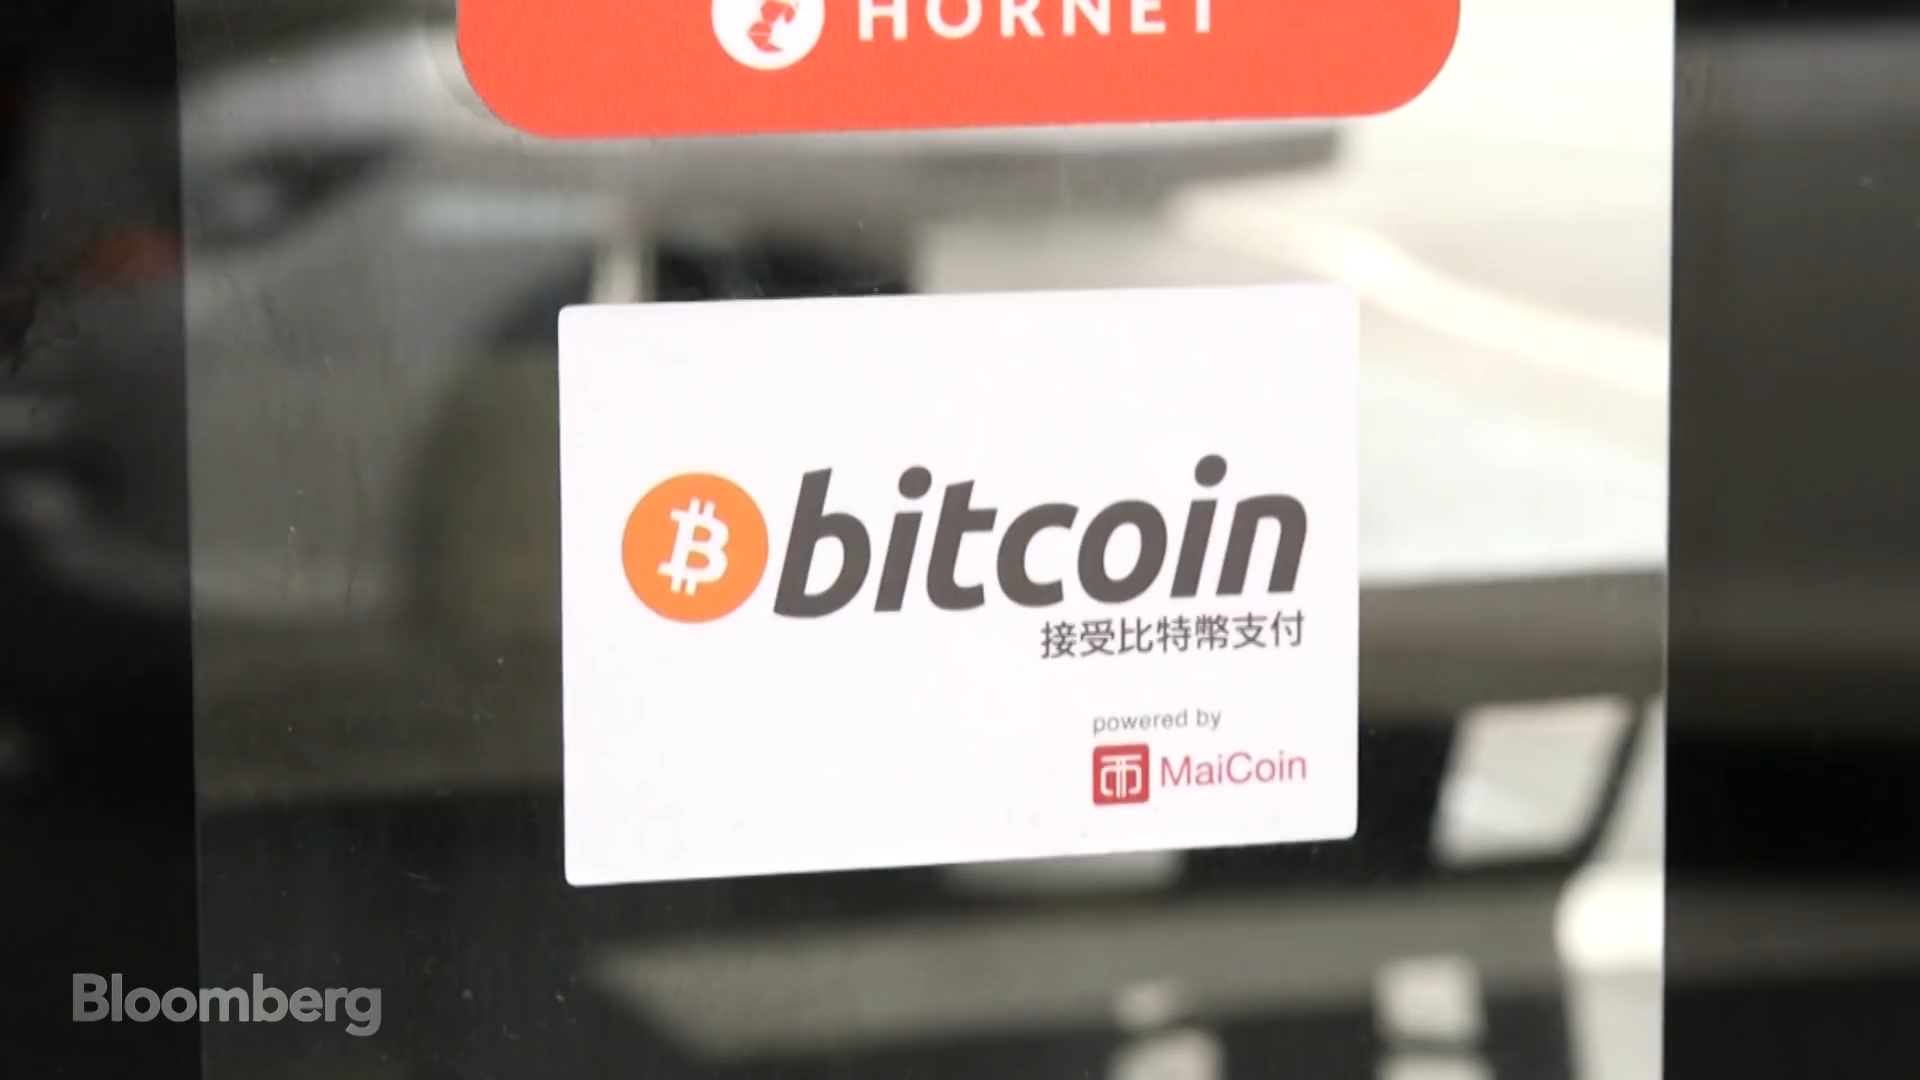 HORNET
bitcoin
接受比特幣支付
powered by
MaiCoin
Bloomberg